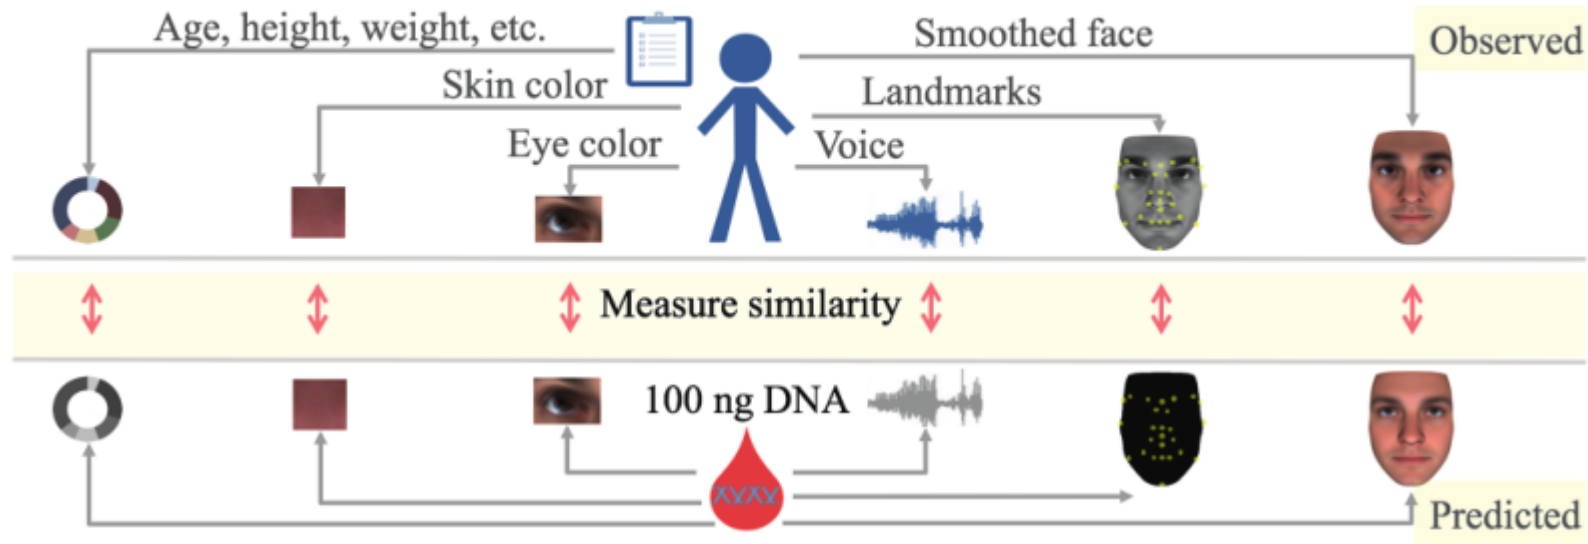 Age, height, weight, etc.
Smoothed face
Observed
Skin color
Landmarks
Eye color
Voice
Measure similarity
100 ng DNA
Predicted